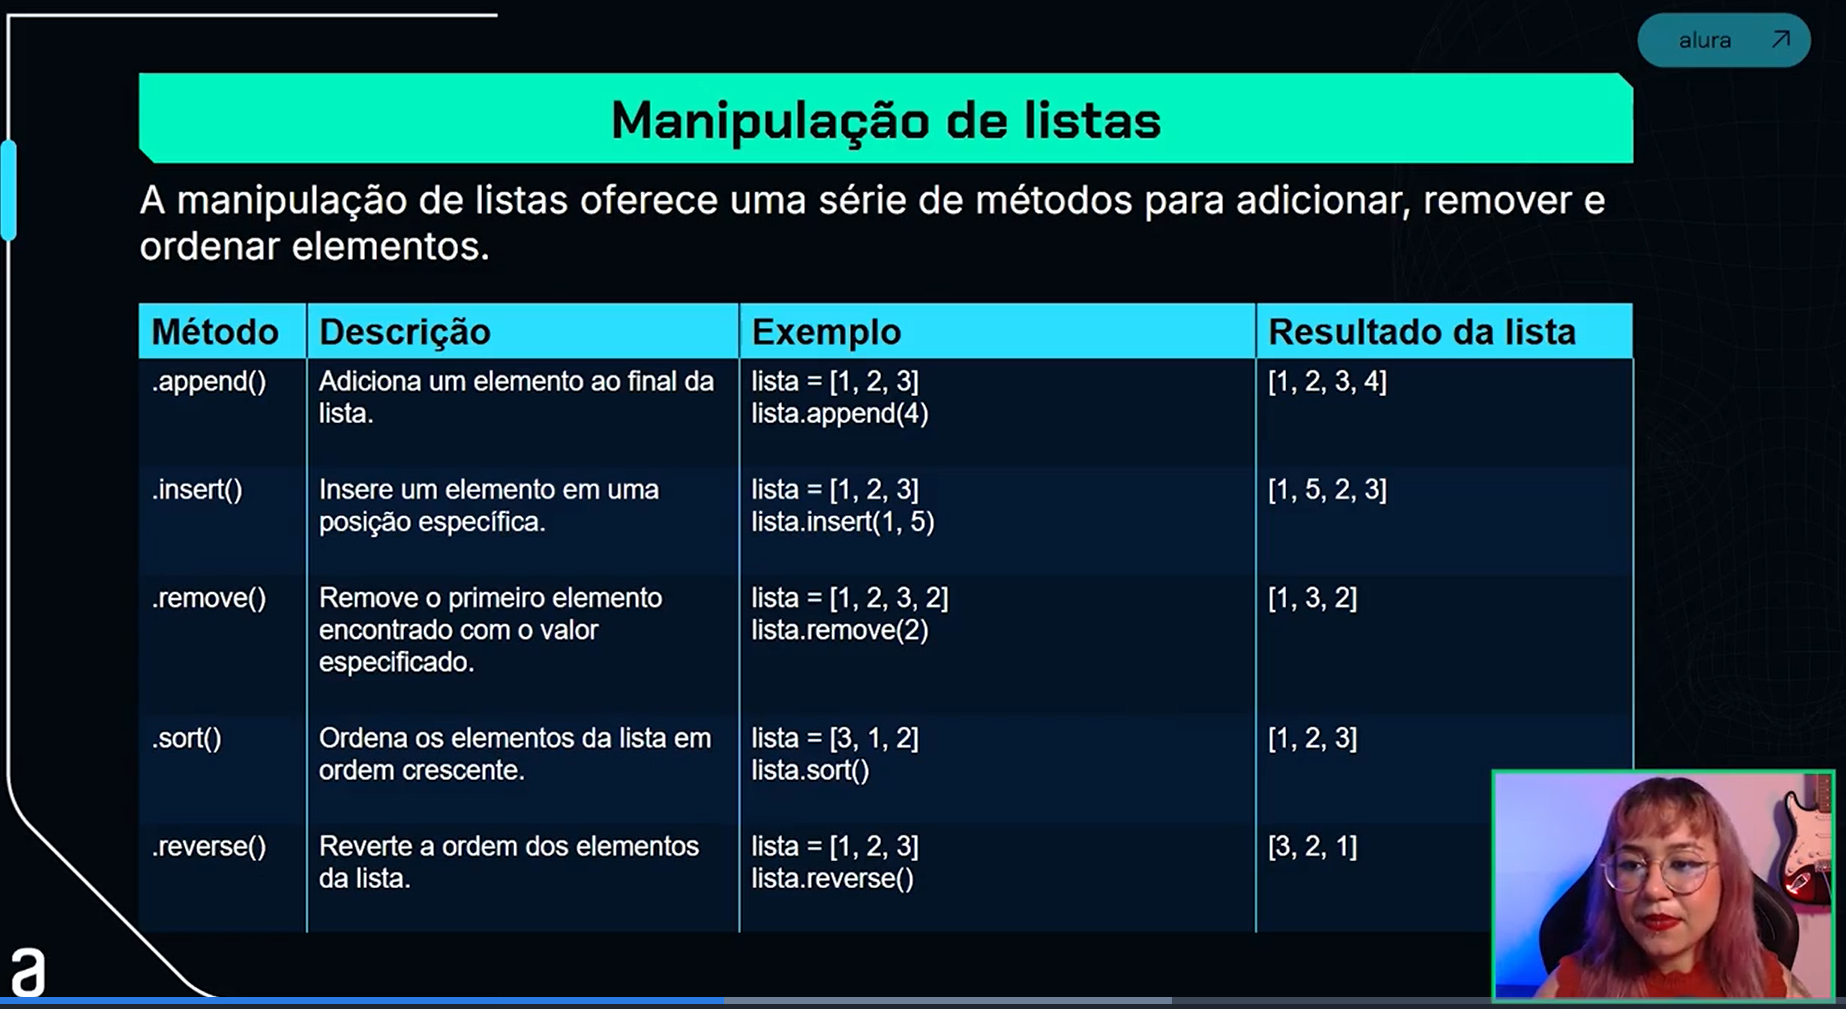 alura
Manipulação de listas
A manipulação de listas oferece uma série de métodos para adicionar, remover e
ordenar elementos.
Método Descrição Exemplo Resultado da lista
.append() Adiciona um elemento ao final da lista = [1, 2, 3] [1, 2, 3, 4]
lista. lista.append(4)
.insert() Insere um elemento em uma lista = [1, 2, 3] [1, 5, 2, 3]
posição específica. lista.insert(1, 5)
.remove() Remove o primeiro elemento lista = [1, 2, 3, 2] [1, 3, 2]
encontrado com o valor lista.remove(2)
especificado.
.sort() Ordena os elementos da lista em lista = [3, 1, 2] [1, 2, 3]
ordem crescente. lista.sort()
.reverse() Reverte a ordem dos elementos lista = [1, 2, 3] [3, 2, 1]
da lista. lista.reverse()
a